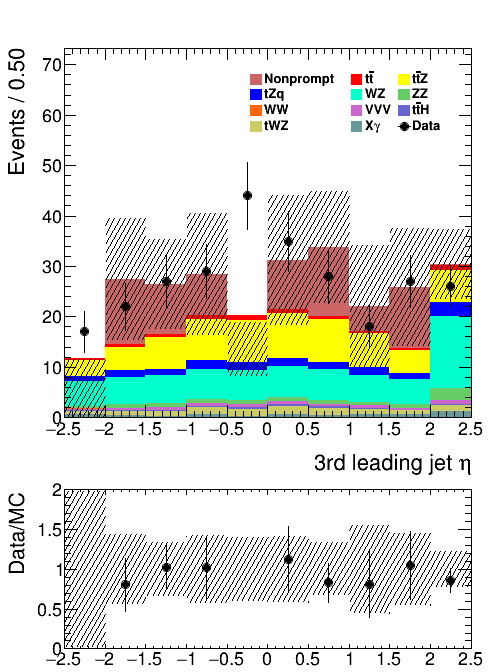 Events / 0.50
70
60
50
40
30
20
10
0
Nonprompt tt̄ tt̄Z
tZq WZ ZZ
WW VVV tt̄H
tWZ Xγ Data
−2.5 −2 −1.5 −1 −0.5 0 0.5 1 1.5 2 2.5
3rd leading jet η
Data/MC
2
1.5
1
0.5
0
−2.5 −2 −1.5 −1 −0.5 0 0.5 1 1.5 2 2.5